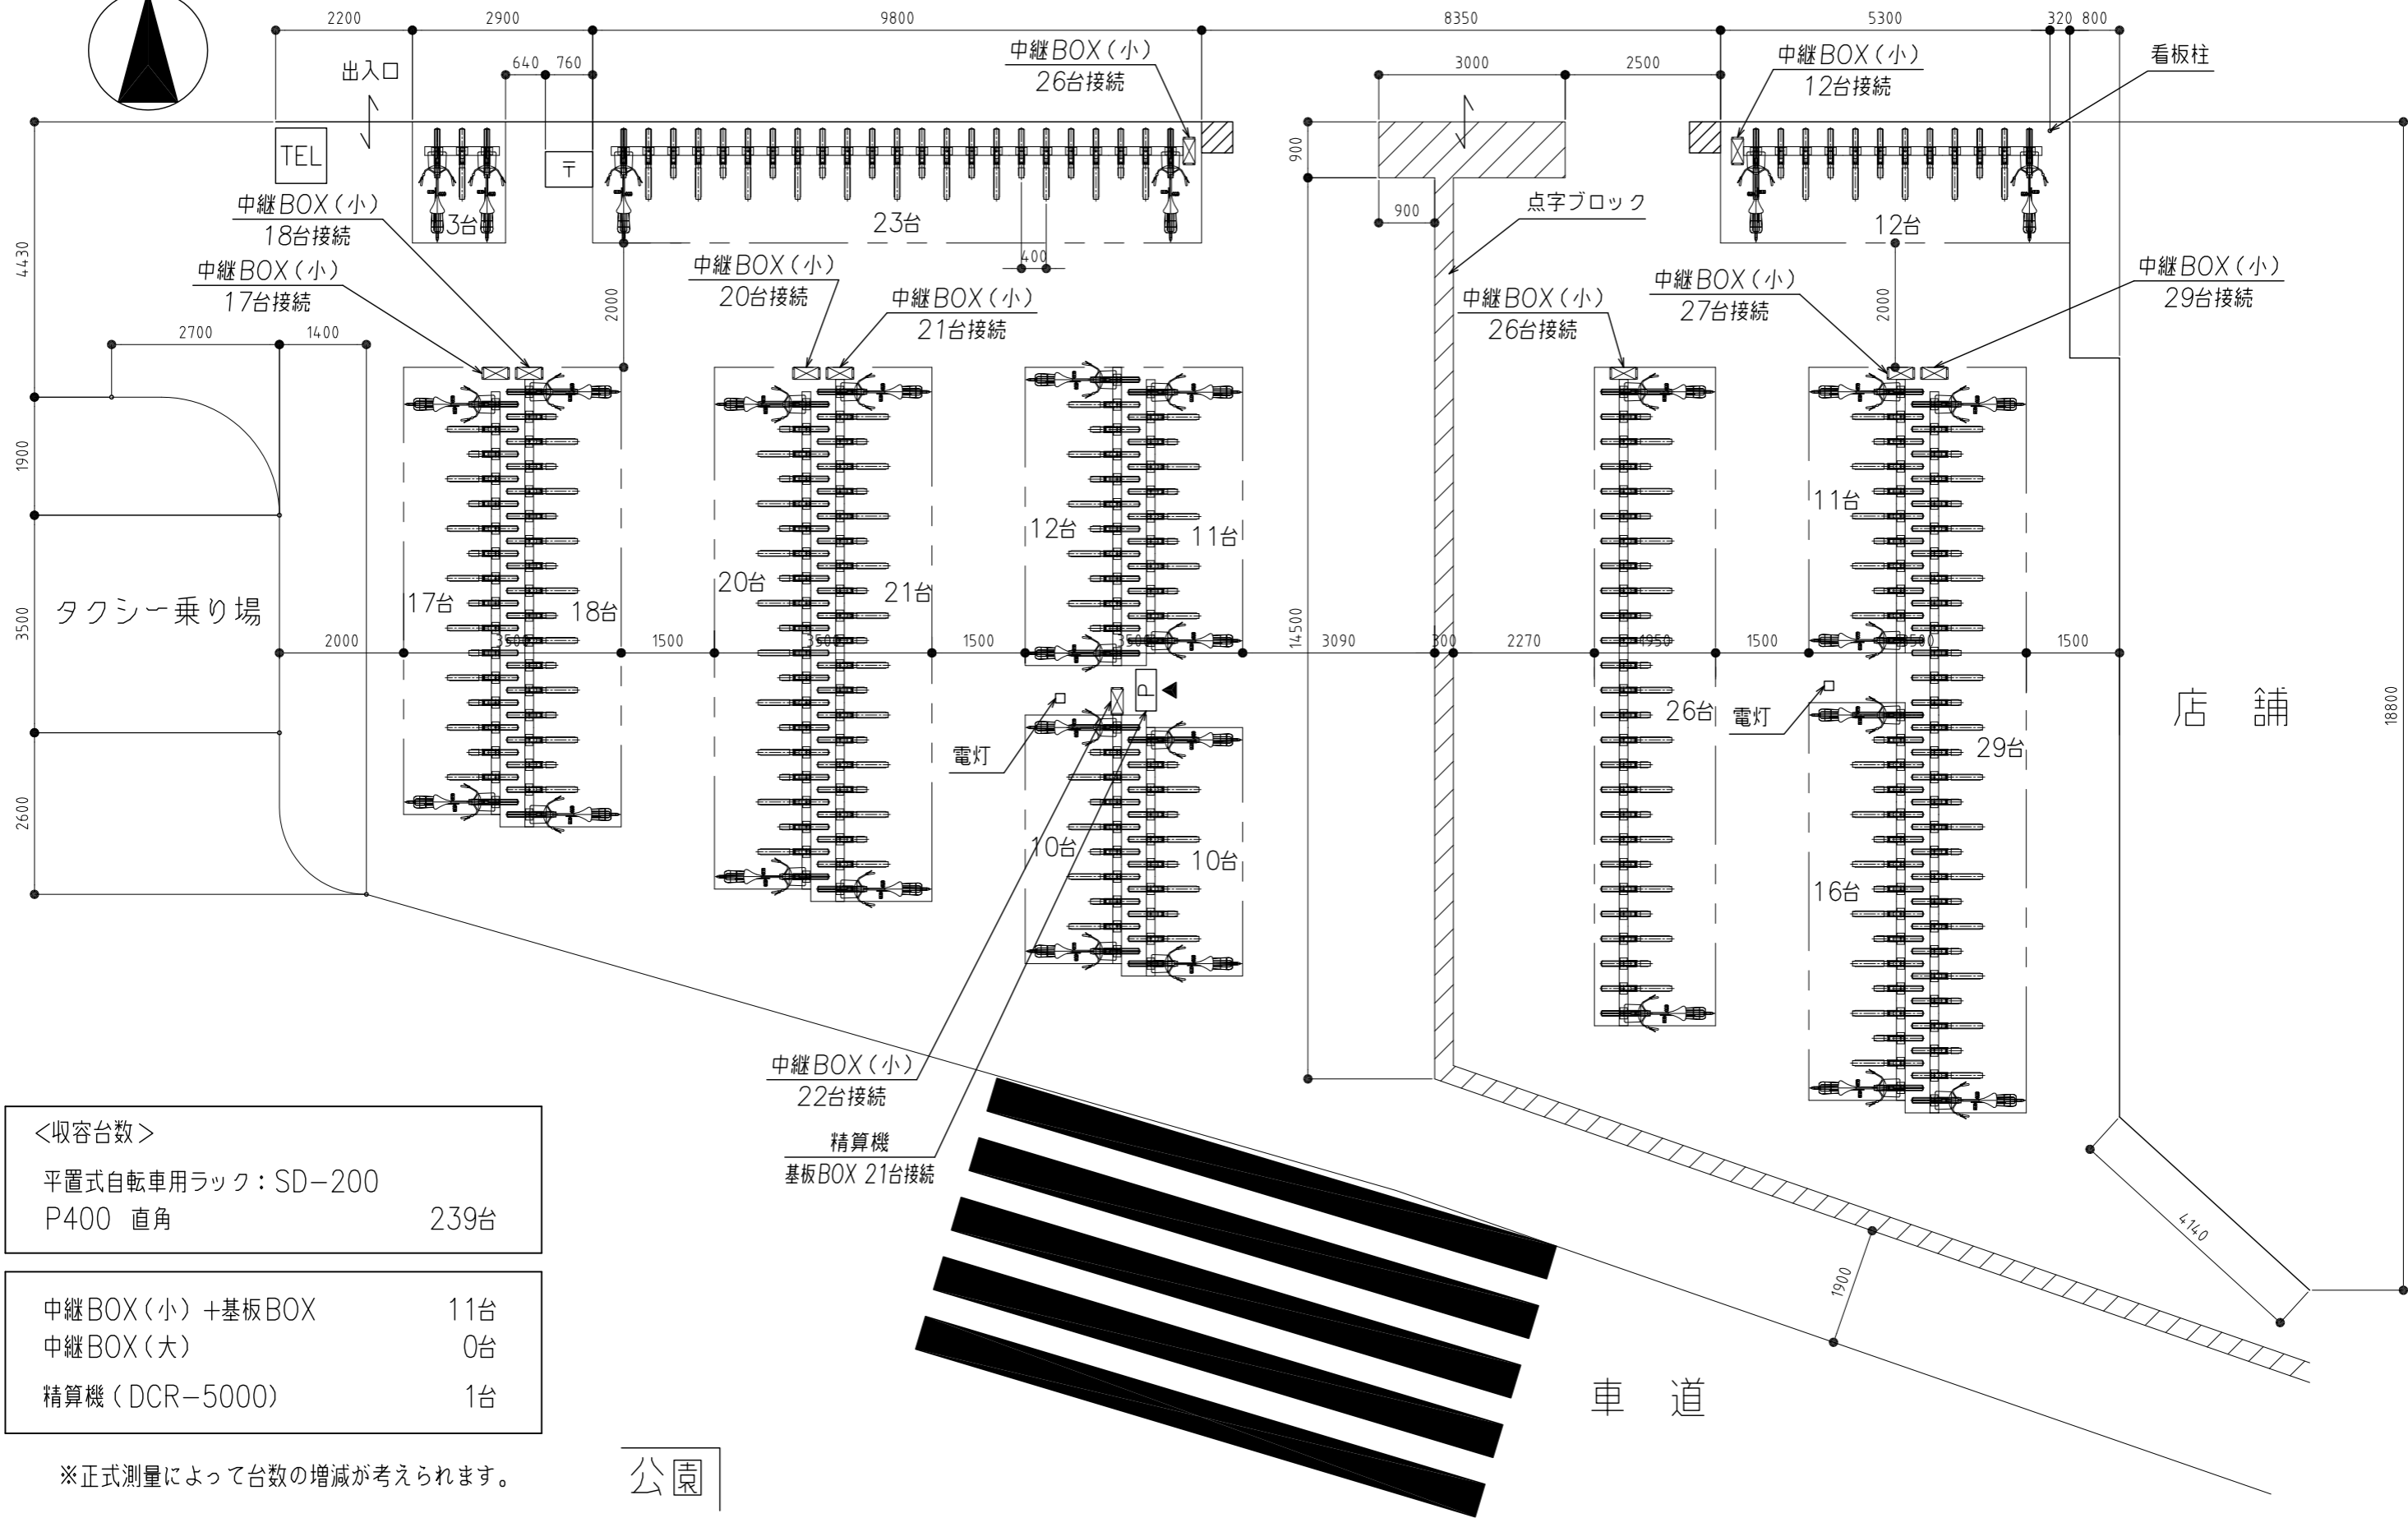 2200
2900
9800
8350
5300
320
800
640
760
3000
2500
出入口
中継BOX(小)
26台接続
中継BOX(小)
12台接続
看板柱
TEL
〒
900
4430
3台
23台
12台
900
点字ブロック
400
中継BOX(小)
18台接続
中継BOX(小)
17台接続
2000
中継BOX(小)
20台接続
中継BOX(小)
21台接続
中継BOX(小)
26台接続
中継BOX(小)
27台接続
2000
中継BOX(小)
29台接続
2700
1400
1900
3500
2600
タクシー乗り場
17台
18台
20台
21台
12台
11台
11台
14500
18800
2000
3500
1500
3500
1500
3500
3090
300
2270
1950
1500
3500
1500
P
電灯
26台
電灯
29台
店 舗
10台
10台
16台
中継BOX(小)
22台接続
精算機
基板BOX 21台接続
<収容台数>
平置式自転車用ラック:SD-200
P400 直角 239台
中継BOX(小)+基板BOX 11台
中継BOX(大) 0台
精算機(DCR-5000) 1台
※正式測量によって台数の増減が考えられます。
公園
車 道
1900
4140